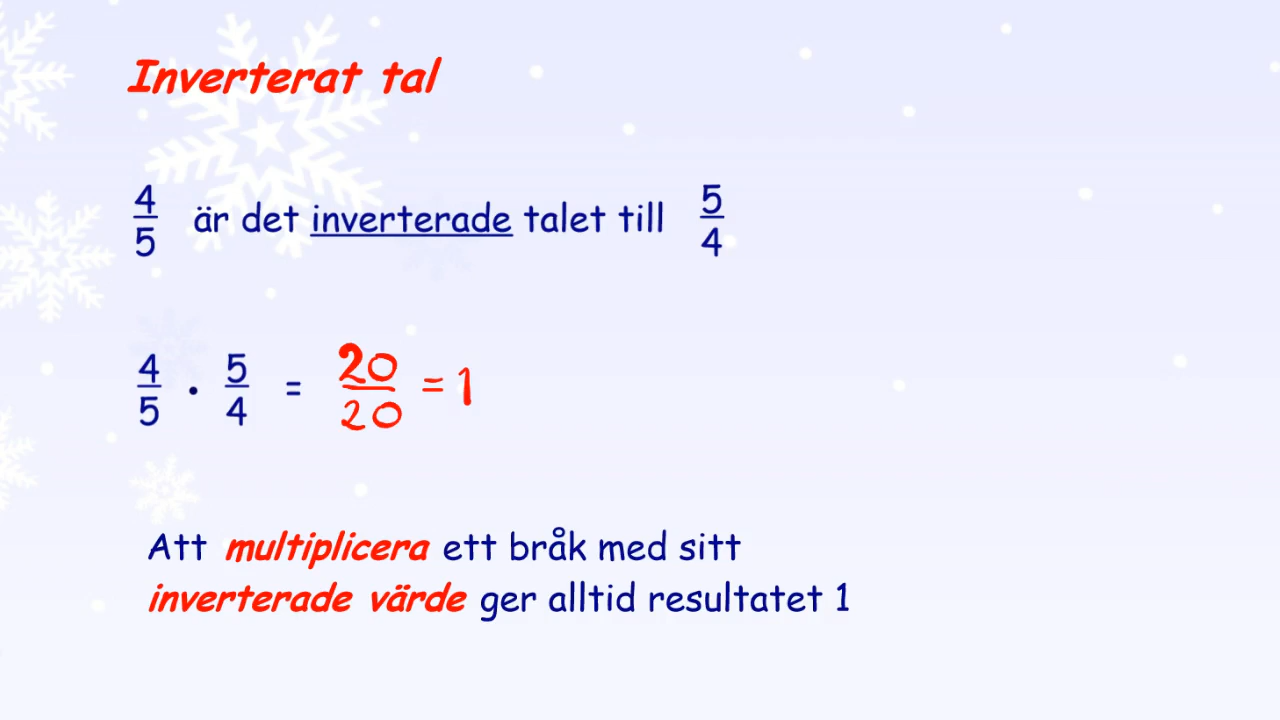 Inverterat tal
4/5 är det inverterade talet till 5/4
4/5 · 5/4 = 20/20 = 1
Att multiplicera ett bråk med sitt
inverterade värde ger alltid resultatet 1